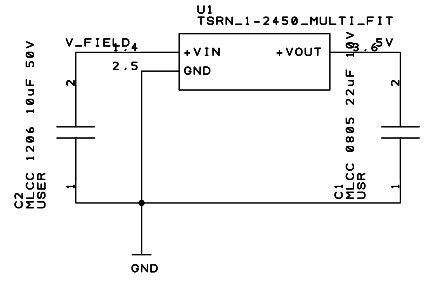 U1
TSRN_1-2450_MULTI_FIT
V_FIELD
1,4
+VIN
+VOUT
3,6
5V
2,5
GND
2
2
C2
MLCC 1206 10uF 50V
USER
1
C1
MLCC 0805 22uF 10V
USR
1
GND